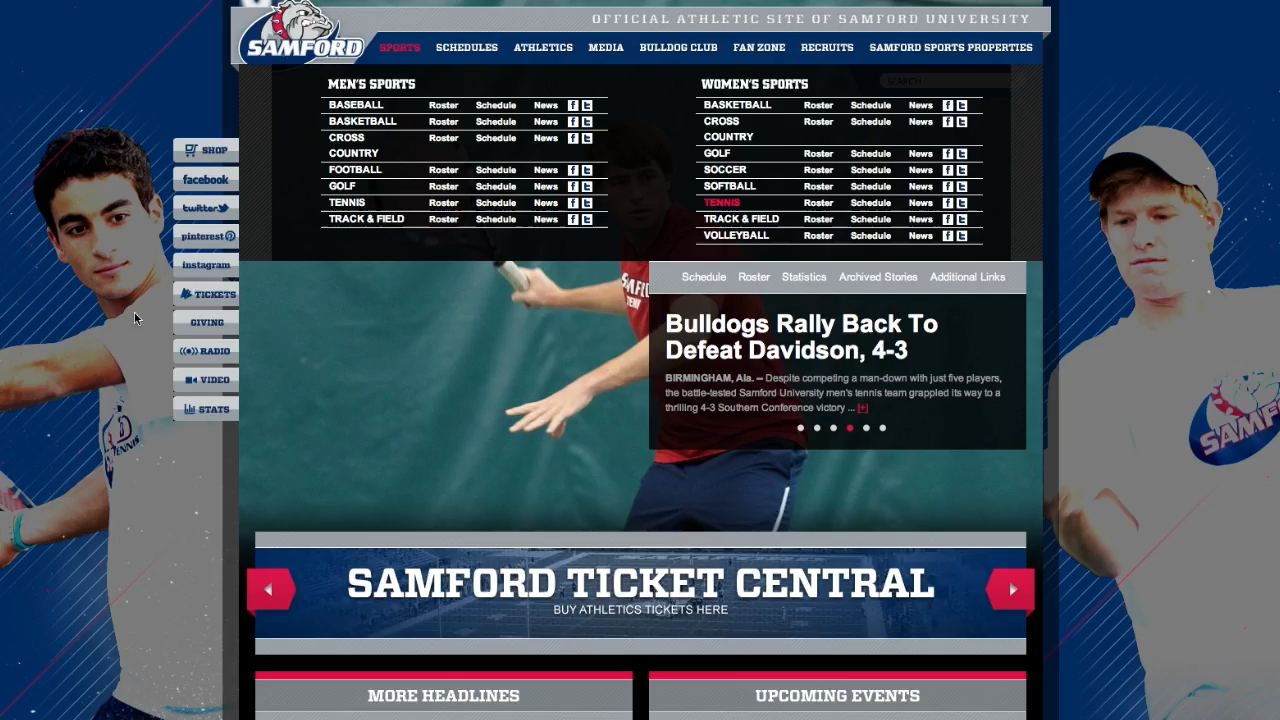 OFFICIAL ATHLETIC SITE OF SAMFORD UNIVERSITY
SAMFORD
SPORTS SCHEDULES ATHLETICS MEDIA BULLDOG CLUB FAN ZONE RECRUITS SAMFORD SPORTS PROPERTIES
SEARCH
MEN'S SPORTS
BASEBALL Roster Schedule News
BASKETBALL Roster Schedule News
CROSS Roster Schedule News
COUNTRY
FOOTBALL Roster Schedule News
GOLF Roster Schedule News
TENNIS Roster Schedule News
TRACK & FIELD Roster Schedule News
WOMEN'S SPORTS
BASKETBALL Roster Schedule News
CROSS Roster Schedule News
COUNTRY
GOLF Roster Schedule News
SOCCER Roster Schedule News
SOFTBALL Roster Schedule News
TENNIS Roster Schedule News
TRACK & FIELD Roster Schedule News
VOLLEYBALL Roster Schedule News
SHOP
facebook
twitter
pinterest
instagram
TICKETS
GIVING
RADIO
VIDEO
STATS
Schedule Roster Statistics Archived Stories Additional Links
Bulldogs Rally Back To
Defeat Davidson, 4-3
BIRMINGHAM, Ala. – Despite competing a man-down with just five players,
the battle-tested Samford University men's tennis team grappled its way to a
thrilling 4-3 Southern Conference victory ... [+]
TENNIS
SAMFORD TICKET CENTRAL
BUY ATHLETICS TICKETS HERE
MORE HEADLINES
UPCOMING EVENTS